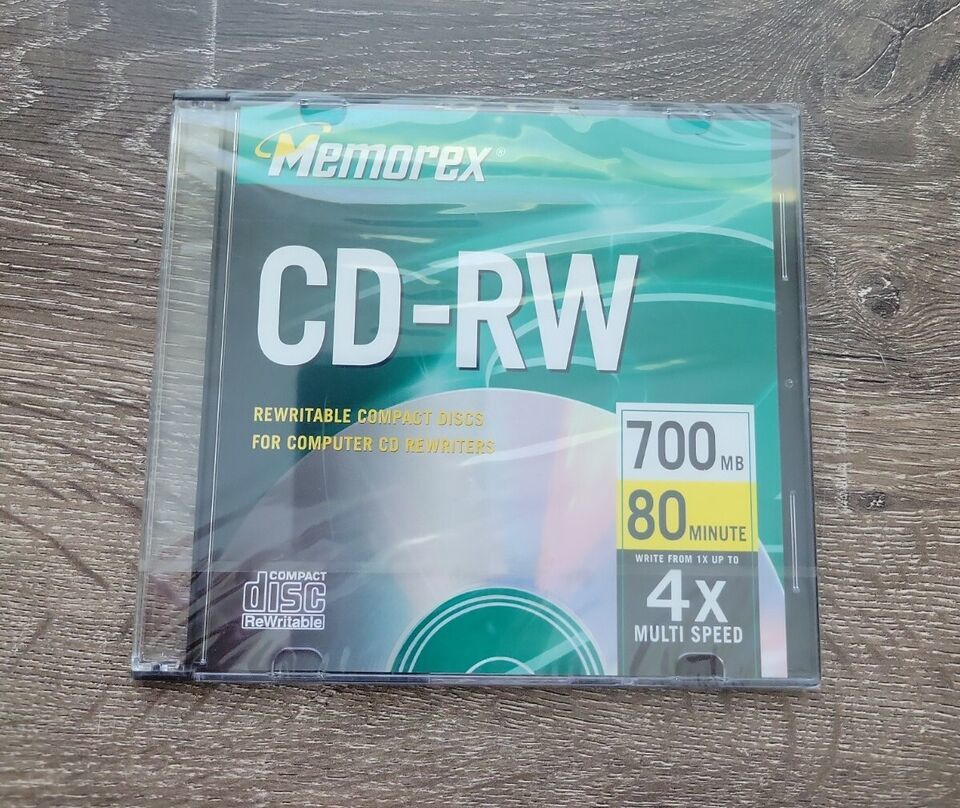 Memorex®
CD-RW
REWRITABLE COMPACT DISCS
FOR COMPUTER CD REWRITERS
700 MB
80 MINUTE
WRITE FROM 1X UP TO
4X
MULTI SPEED
COMPACT
disc
ReWritable